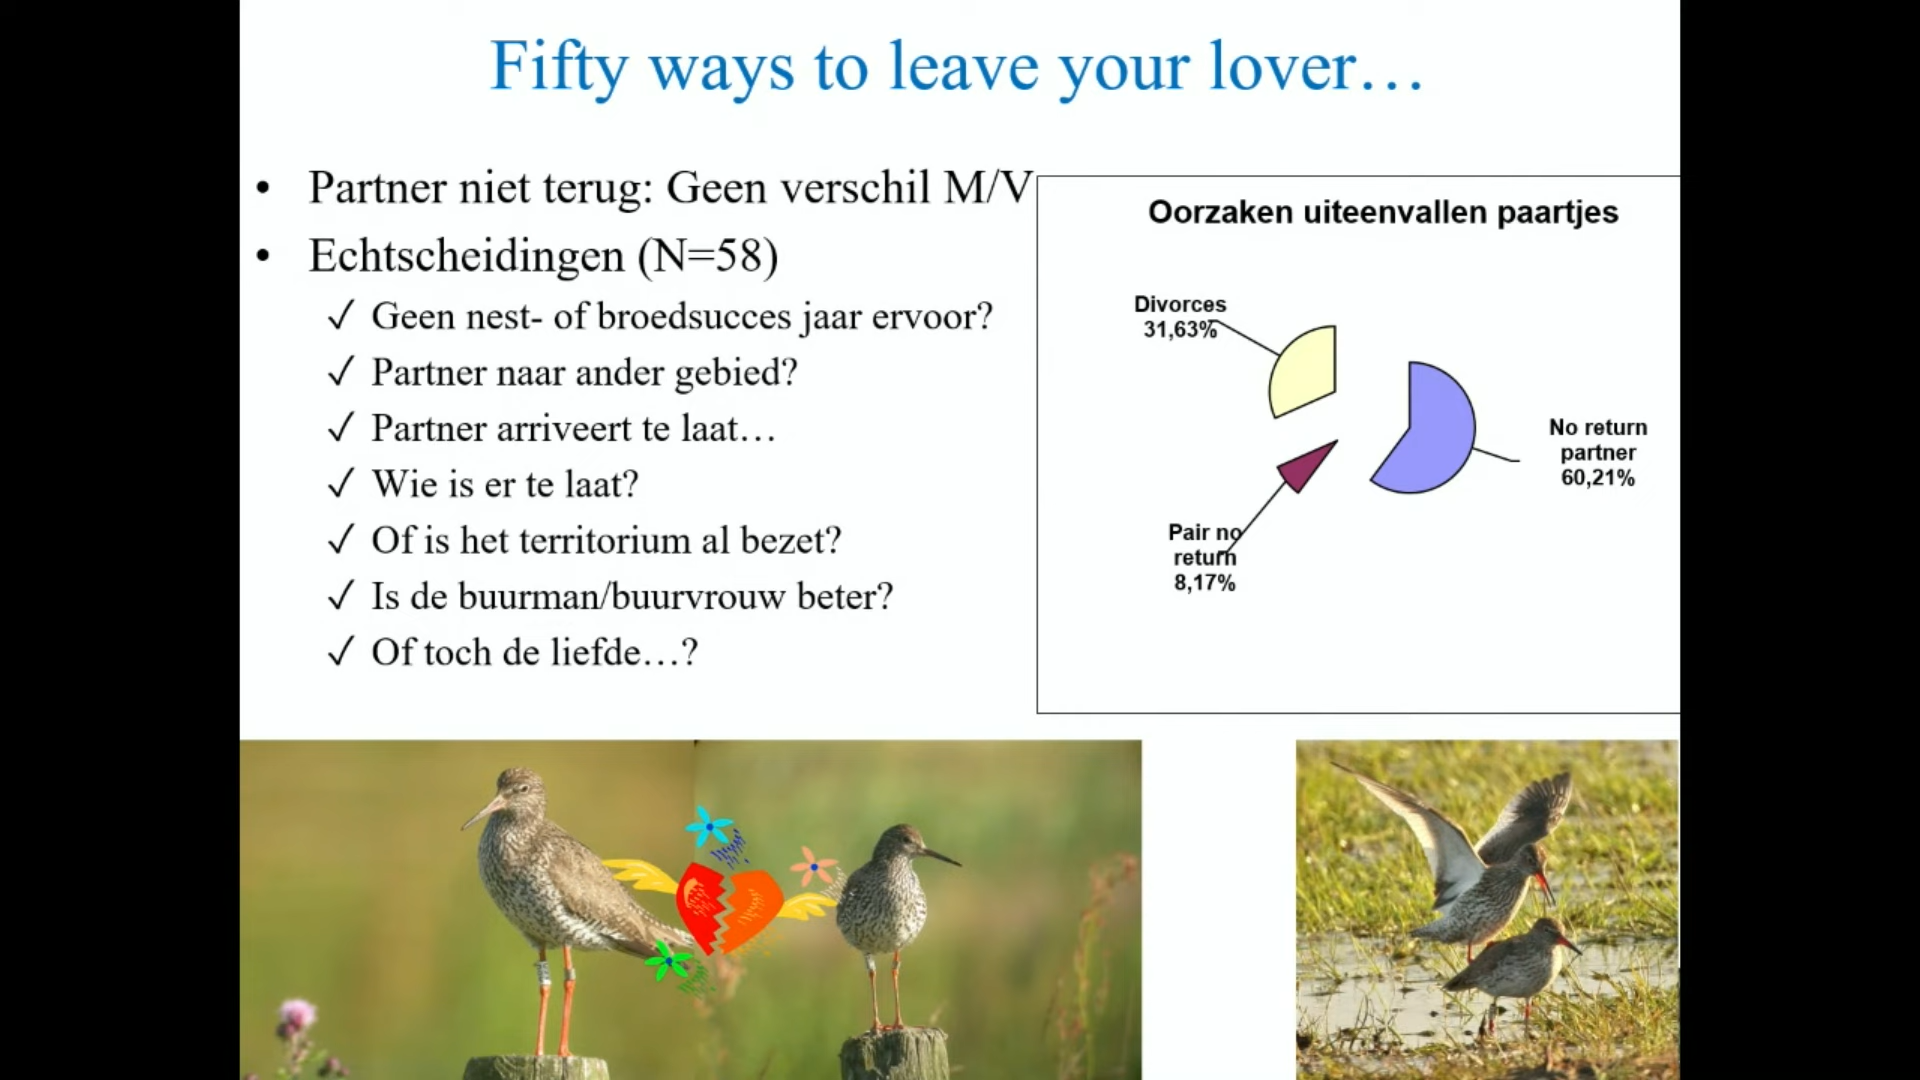 Fifty ways to leave your lover…
• Partner niet terug: Geen verschil M/V
• Echtscheidingen (N=58)
✓ Geen nest- of broedsucces jaar ervoor?
✓ Partner naar ander gebied?
✓ Partner arriveert te laat…
✓ Wie is er te laat?
✓ Of is het territorium al bezet?
✓ Is de buurman/buurvrouw beter?
✓ Of toch de liefde…?
Oorzaken uiteenvallen paartjes
Divorces
31,63%
No return
partner
60,21%
Pair no
return
8,17%